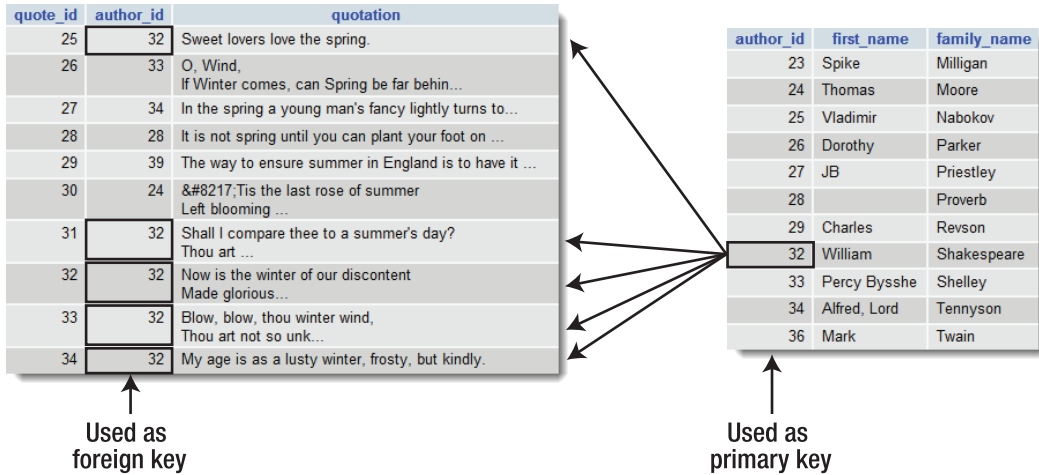 quote_id author_id quotation
25 32 Sweet lovers love the spring.
26 33 O, Wind,
If Winter comes, can Spring be far behin...
27 34 In the spring a young man's fancy lightly turns to...
28 28 It is not spring until you can plant your foot on ...
29 39 The way to ensure summer in England is to have it ...
30 24 &#8217;Tis the last rose of summer
Left blooming ...
31 32 Shall I compare thee to a summer's day?
Thou art ...
32 32 Now is the winter of our discontent
Made glorious...
33 32 Blow, blow, thou winter wind,
Thou art not so unk...
34 32 My age is as a lusty winter, frosty, but kindly.
Used as
foreign key
author_id first_name family_name
23 Spike Milligan
24 Thomas Moore
25 Vladimir Nabokov
26 Dorothy Parker
27 JB Priestley
28 Proverb
29 Charles Revson
32 William Shakespeare
33 Percy Bysshe Shelley
34 Alfred, Lord Tennyson
36 Mark Twain
Used as
primary key